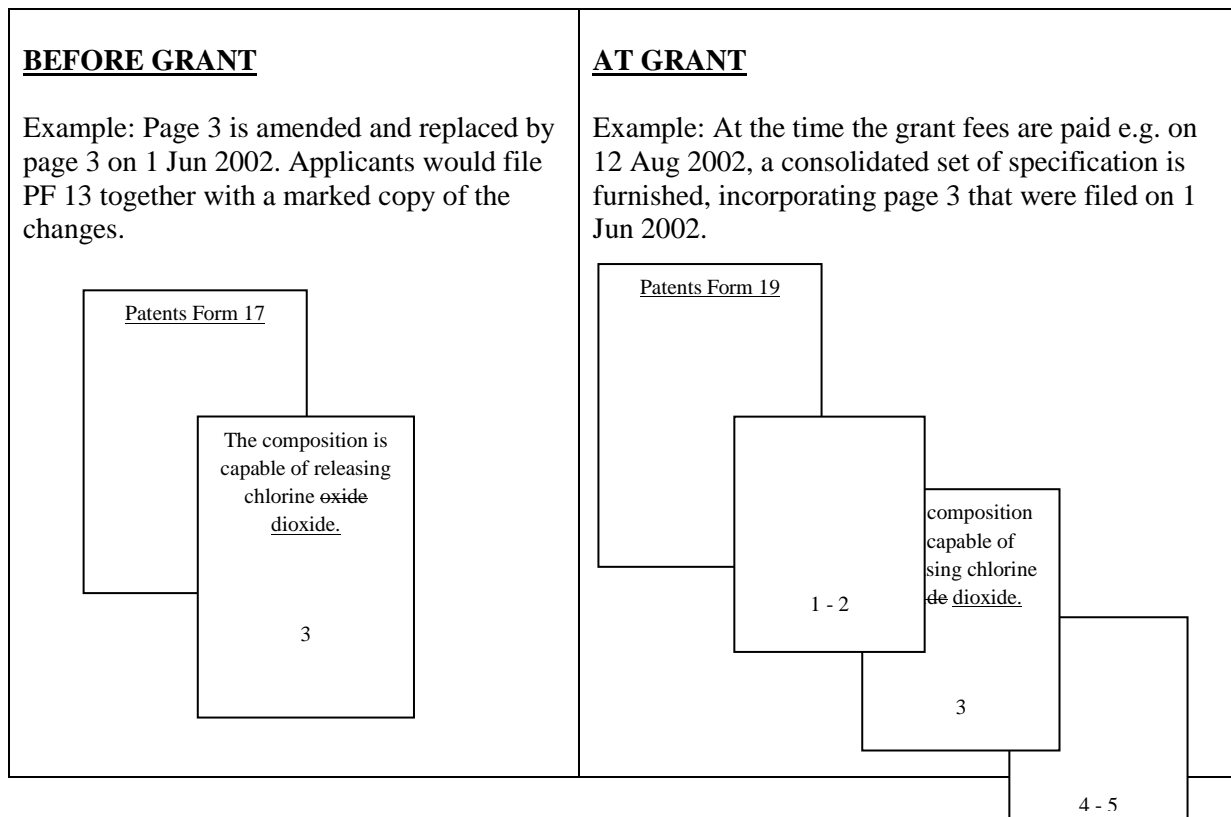 BEFORE GRANT
Example: Page 3 is amended and replaced by
page 3 on 1 Jun 2002. Applicants would file
PF 13 together with a marked copy of the
changes.
Patents Form 17
The composition is
capable of releasing
chlorine oxide
dioxide.
3
AT GRANT
Example: At the time the grant fees are paid e.g. on
12 Aug 2002, a consolidated set of specification is
furnished, incorporating page 3 that were filed on 1
Jun 2002.
Patents Form 19
1 - 2
composition
capable of
sing chlorine
de dioxide.
3
4 - 5